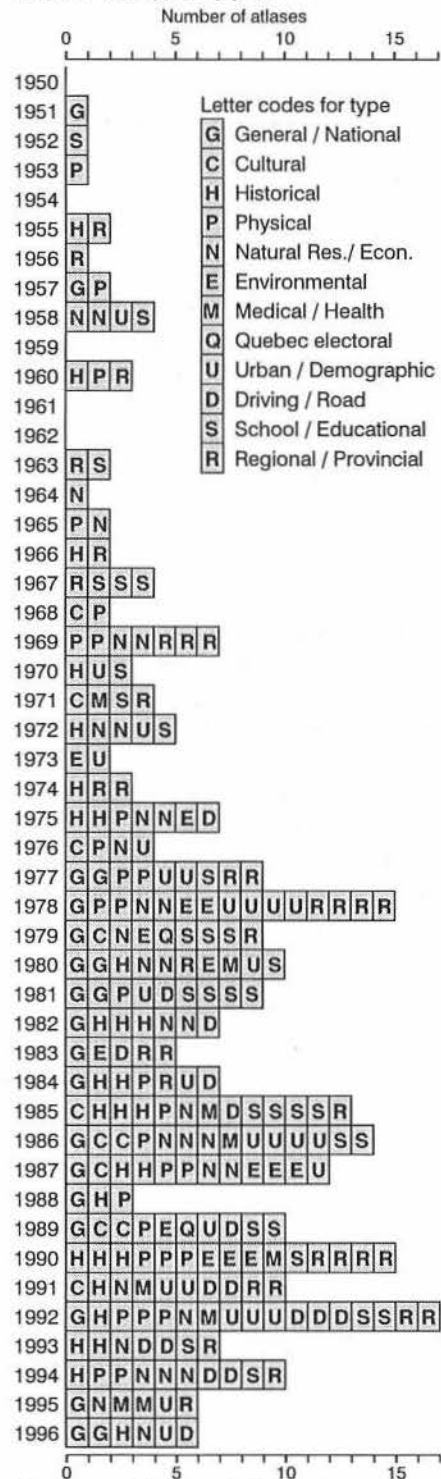 Number of atlases
0 5 10 15
Letter codes for type
G General / National
C Cultural
H Historical
P Physical
N Natural Res./ Econ.
E Environmental
M Medical / Health
Q Quebec electoral
U Urban / Demographic
D Driving / Road
S School / Educational
R Regional / Provincial
1950
1951 G
1952 S
1953 P
1954
1955 H R
1956 R
1957 G P
1958 N N U S
1959
1960 H P R
1961
1962
1963 R S
1964 N
1965 P N
1966 H R
1967 R S S S
1968 C P
1969 P P N N R R R
1970 H U S
1971 C M S R
1972 H N N U S
1973 E U
1974 H R R
1975 H H P N N E D
1976 C P N U
1977 G G P P U U S R R
1978 G P P N N E E U U U U R R R R
1979 G C N E Q S S S R
1980 G G H N N R E M U S
1981 G G P U D S S S S
1982 G H H H N N D
1983 G E D R R
1984 G H H P R U D
1985 C H H H P N M D S S S S R
1986 G C C P N N N M U U U U S S
1987 G C H H P P N N E E E U
1988 G H P
1989 G C C P E Q U D S S
1990 H H H P P P E E E M S R R R R
1991 C H N M U U D D R R
1992 G H P P P N M U U U D D D S S R R
1993 H H N D D S R
1994 H P P N N N D D S R
1995 G N M M U R
1996 G G H N U D
0 5 10 15